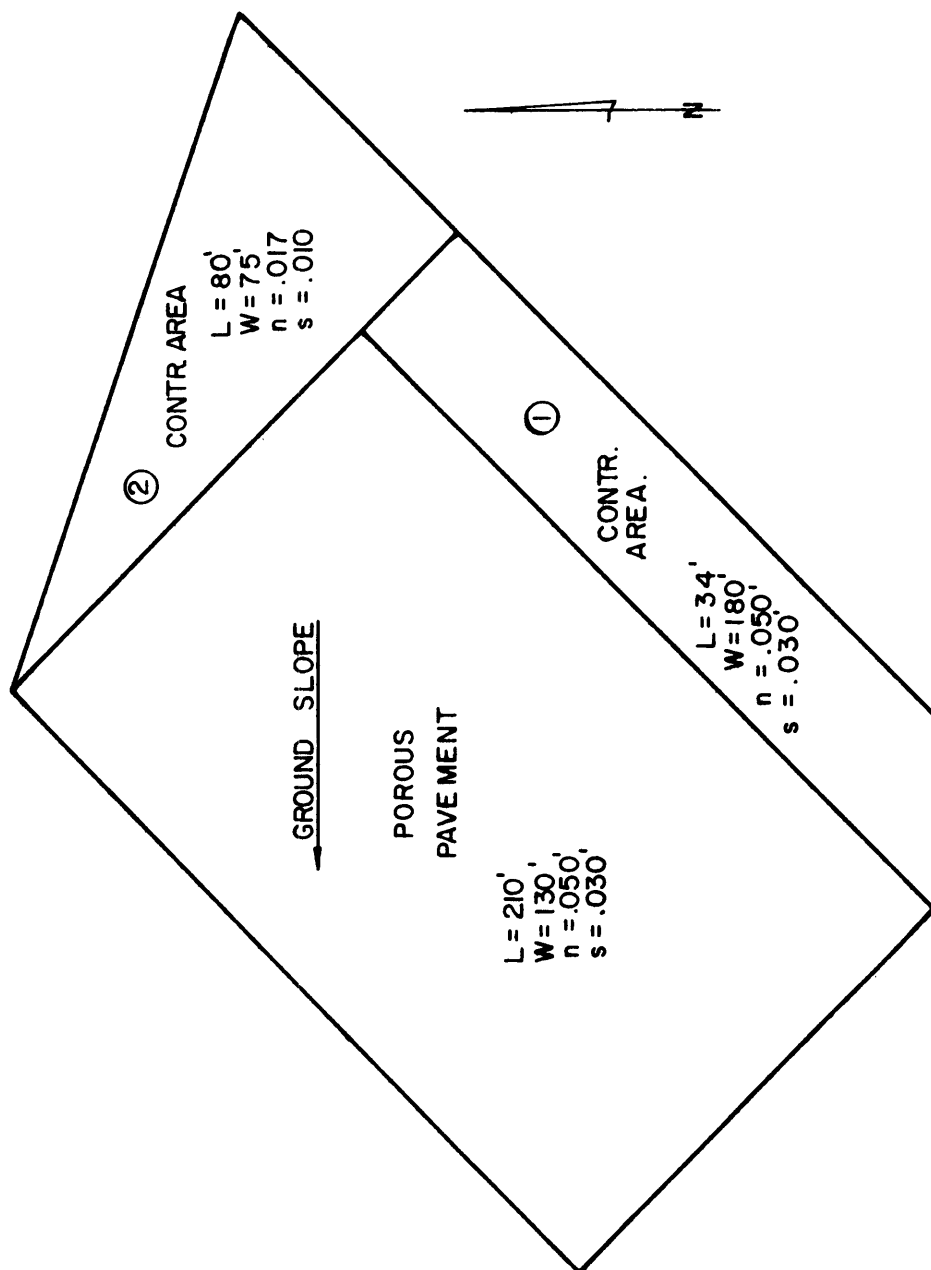 ②
CONTR. AREA
L = 80'
W = 75'
n = .017
s = .010
N
①
CONTR.
AREA.
L = 34'
W = 180'
n = .050'
s = .030'
GROUND SLOPE
POROUS
PAVEMENT
L = 210'
W = 130'
n = .050'
s = .030'